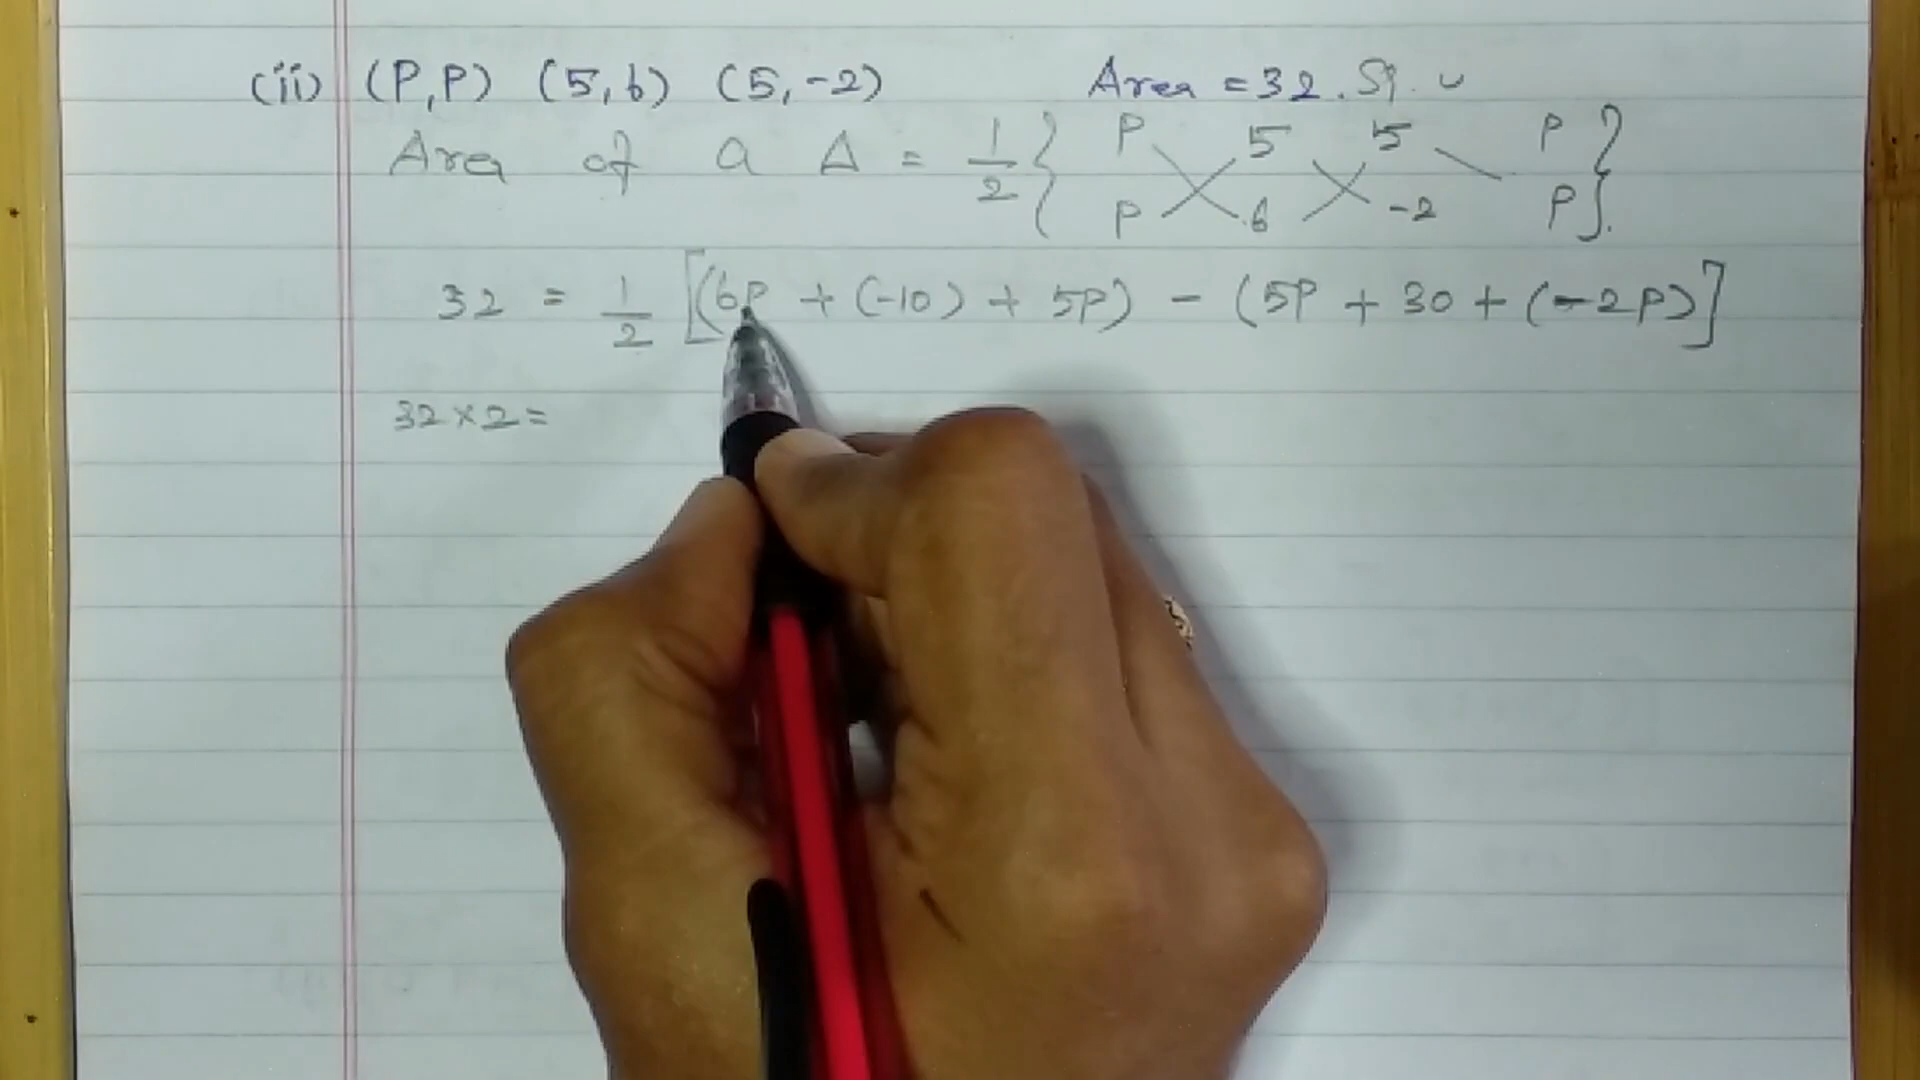 (ii) (P,P) (5,6) (5,-2) Area = 32. Sq. u
Area of a Δ = 1/2 { P 5 5 P
P 6 -2 P }.
32 = 1/2 [(6P + (-10) + 5P) - (5P + 30 + (-2P)]
32 × 2 =